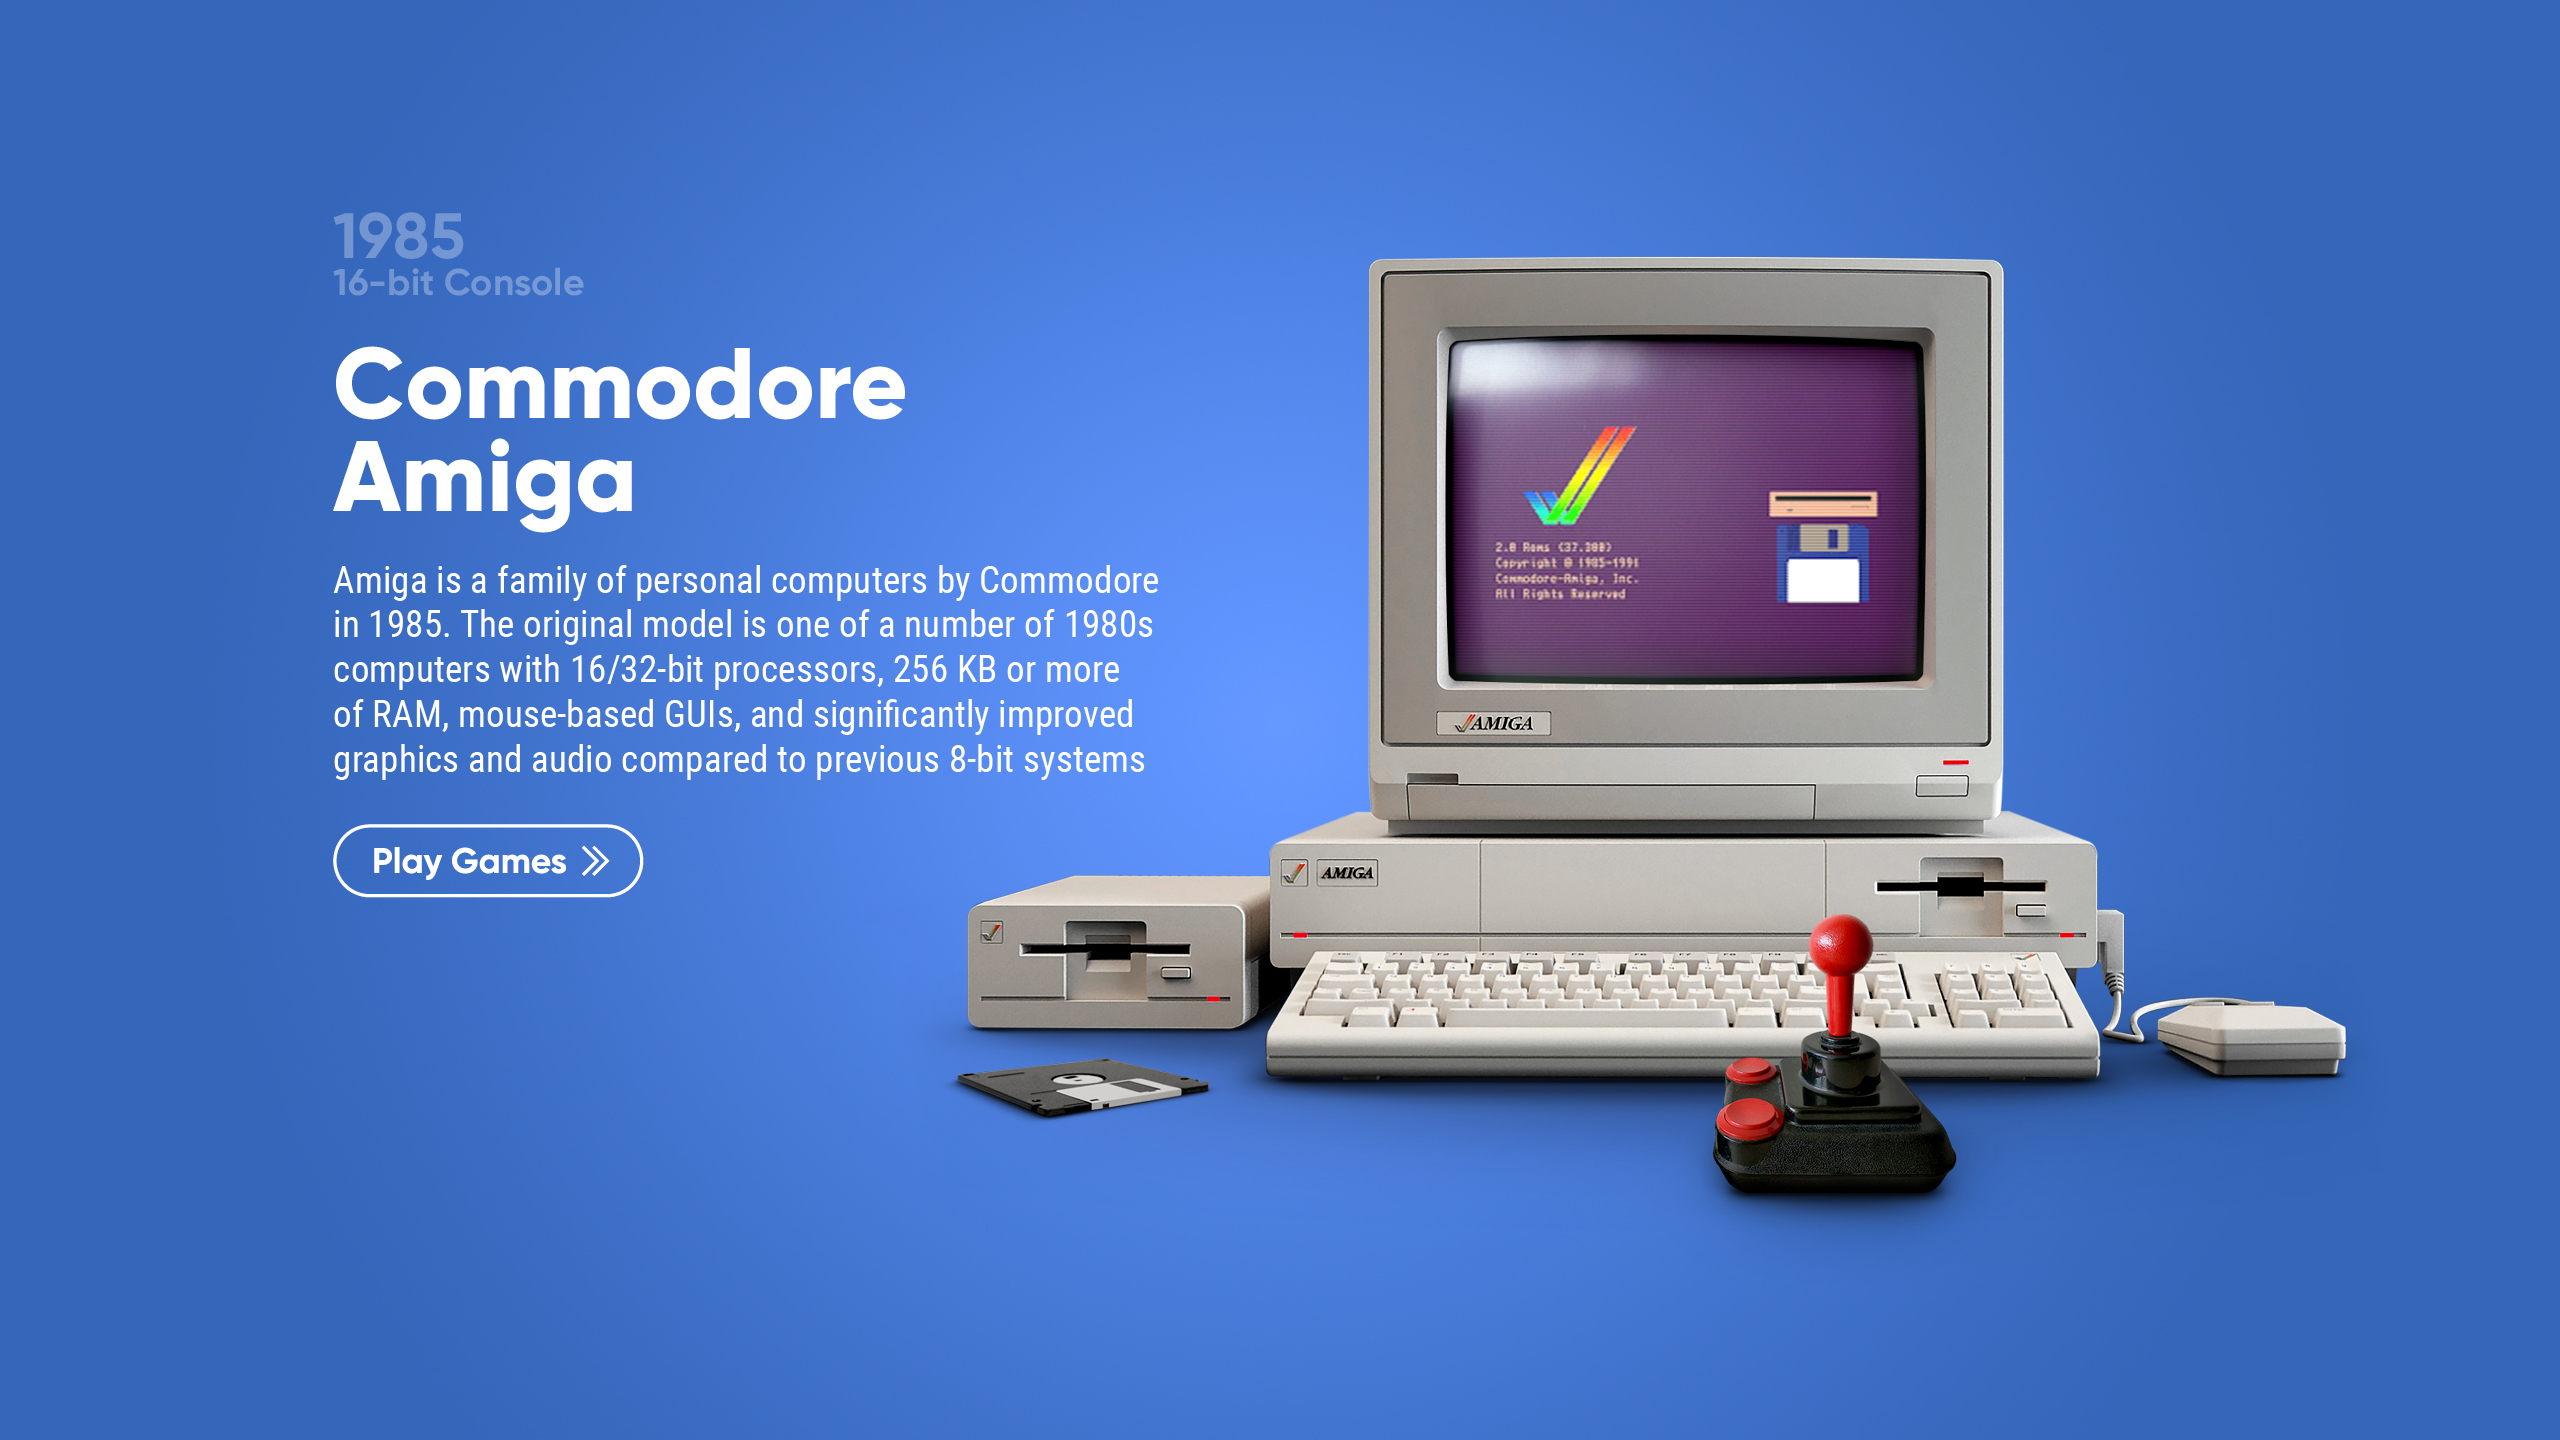 1985
16-bit Console
Commodore
Amiga
Amiga is a family of personal computers by Commodore
in 1985. The original model is one of a number of 1980s
computers with 16/32-bit processors, 256 KB or more
of RAM, mouse-based GUIs, and significantly improved
graphics and audio compared to previous 8-bit systems
Play Games
2.0 Roms (37.300)
Copyright © 1985-1991
Commodore-Amiga, Inc.
All Rights Reserved
AMIGA
AMIGA